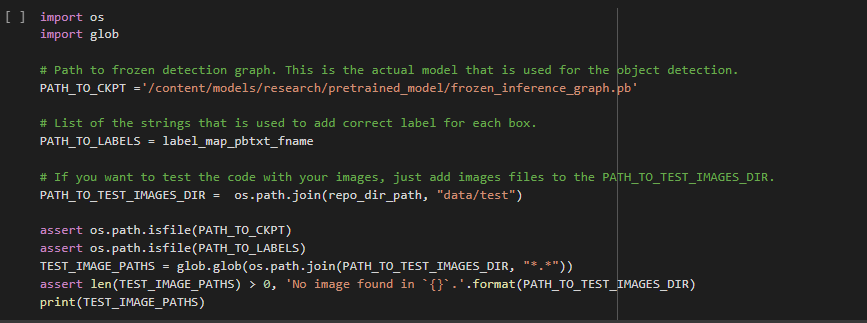 [ ] import os
import glob
# Path to frozen detection graph. This is the actual model that is used for the object detection.
PATH_TO_CKPT ='/content/models/research/pretrained_model/frozen_inference_graph.pb'
# List of the strings that is used to add correct label for each box.
PATH_TO_LABELS = label_map_pbtxt_fname
# If you want to test the code with your images, just add images files to the PATH_TO_TEST_IMAGES_DIR.
PATH_TO_TEST_IMAGES_DIR =  os.path.join(repo_dir_path, "data/test")
assert os.path.isfile(PATH_TO_CKPT)
assert os.path.isfile(PATH_TO_LABELS)
TEST_IMAGE_PATHS = glob.glob(os.path.join(PATH_TO_TEST_IMAGES_DIR, "*.*"))
assert len(TEST_IMAGE_PATHS) > 0, 'No image found in `{}`.'.format(PATH_TO_TEST_IMAGES_DIR)
print(TEST_IMAGE_PATHS)